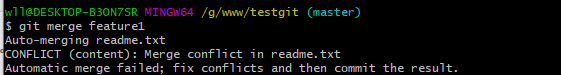 wll@DESKTOP-B3ON7SR MINGW64 /g/www/testgit (master)
$ git merge feature1
Auto-merging readme.txt
CONFLICT (content): Merge conflict in readme.txt
Automatic merge failed; fix conflicts and then commit the result.